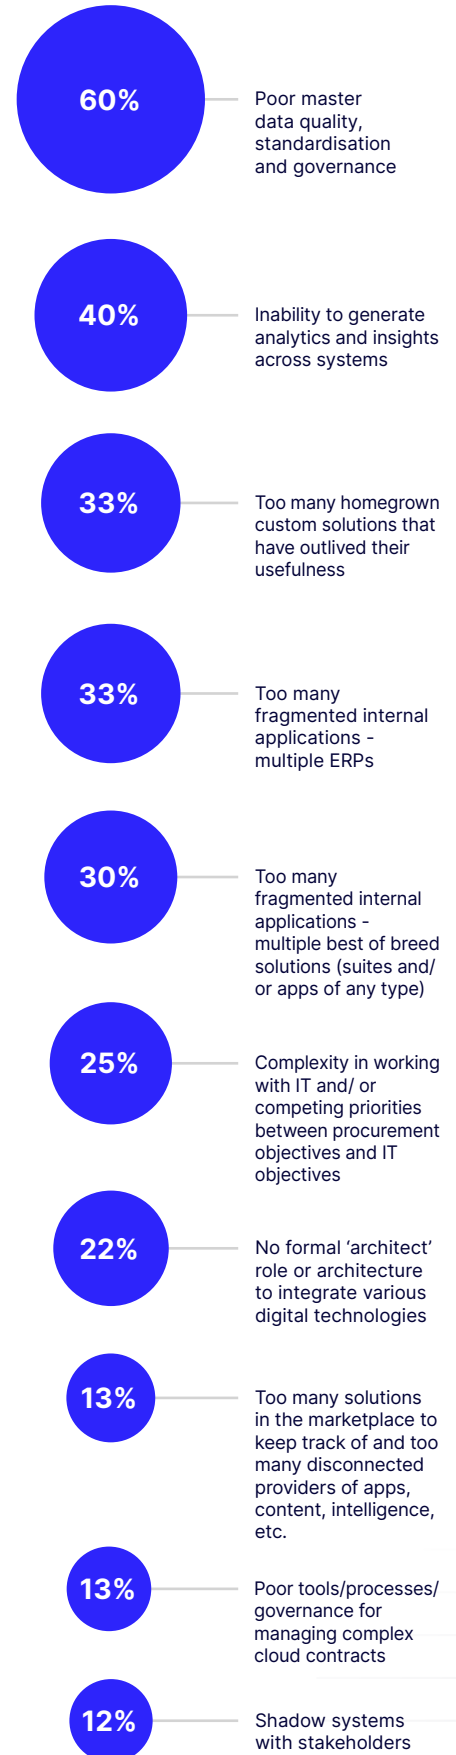 60%
Poor master
data quality,
standardisation
and governance
40%
Inability to generate
analytics and insights
across systems
33%
Too many homegrown
custom solutions that
have outlived their
usefulness
33%
Too many
fragmented internal
applications -
multiple ERPs
30%
Too many
fragmented internal
applications -
multiple best of breed
solutions (suites and/
or apps of any type)
25%
Complexity in working
with IT and/ or
competing priorities
between procurement
objectives and IT
objectives
22%
No formal ‘architect’
role or architecture
to integrate various
digital technologies
13%
Too many solutions
in the marketplace to
keep track of and too
many disconnected
providers of apps,
content, intelligence,
etc.
13%
Poor tools/processes/
governance for
managing complex
cloud contracts
12%
Shadow systems
with stakeholders